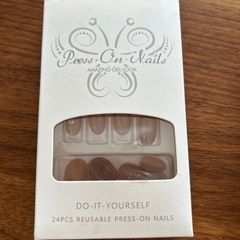 Press·On·Nails
AMAZING GEL LOOK
DO-IT-YOURSELF
24PCS REUSABLE PRESS-ON NAILS